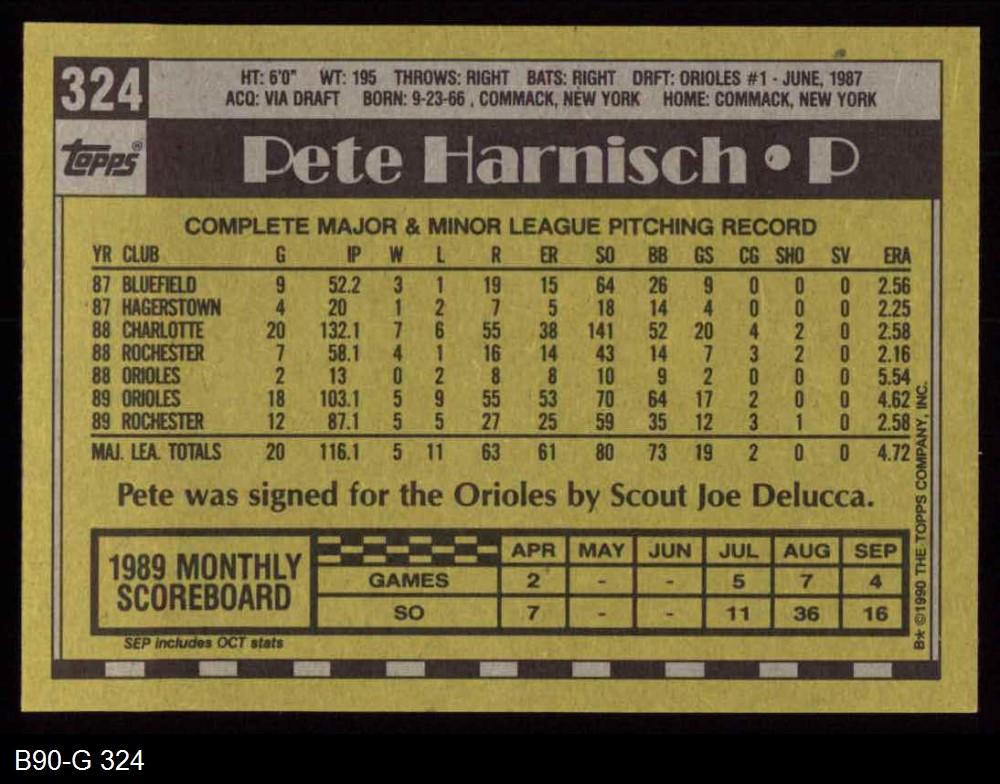 324
HT: 6'0" WT: 195 THROWS: RIGHT BATS: RIGHT DRFT: ORIOLES #1 - JUNE, 1987
ACQ: VIA DRAFT BORN: 9-23-66 , COMMACK, NEW YORK HOME: COMMACK, NEW YORK
topps®
Pete Harnisch • P
COMPLETE MAJOR & MINOR LEAGUE PITCHING RECORD
YR CLUB G IP W L R ER SO BB GS CG SHO SV ERA
87 BLUEFIELD 9 52.2 3 1 19 15 64 26 9 0 0 0 2.56
87 HAGERSTOWN 4 20 1 2 7 5 18 14 4 0 0 0 2.25
88 CHARLOTTE 20 132.1 7 6 55 38 141 52 20 4 2 0 2.58
88 ROCHESTER 7 58.1 4 1 16 14 43 14 7 3 2 0 2.16
88 ORIOLES 2 13 0 2 8 8 10 9 2 0 0 0 5.54
89 ORIOLES 18 103.1 5 9 55 53 70 64 17 2 0 0 4.62
89 ROCHESTER 12 87.1 5 5 27 25 59 35 12 3 1 0 2.58
MAJ. LEA. TOTALS 20 116.1 5 11 63 61 80 73 19 2 0 0 4.72
Pete was signed for the Orioles by Scout Joe Delucca.
1989 MONTHLY SCOREBOARD
APR MAY JUN JUL AUG SEP
GAMES 2 - - 5 7 4
SO 7 - - 11 36 16
SEP includes OCT stats
B* ©1990 THE TOPPS COMPANY, INC.
B90-G 324